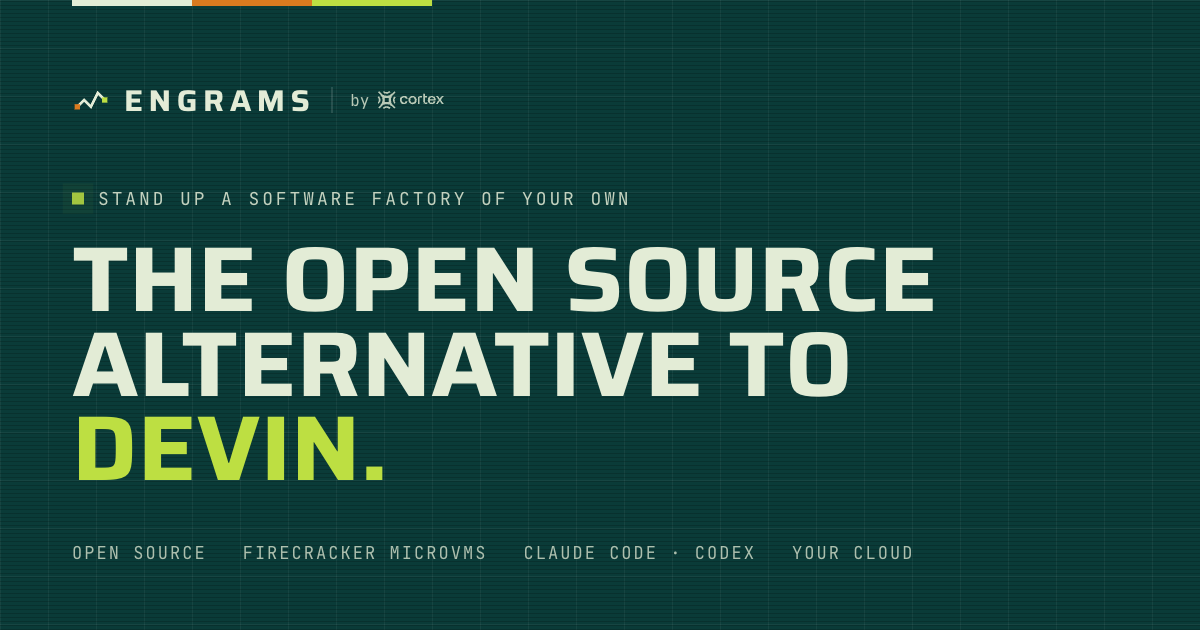 ENGRAMS by cortex
STAND UP A SOFTWARE FACTORY OF YOUR OWN
THE OPEN SOURCE
ALTERNATIVE TO
DEVIN.
OPEN SOURCE FIRECRACKER MICROVMS CLAUDE CODE · CODEX YOUR CLOUD